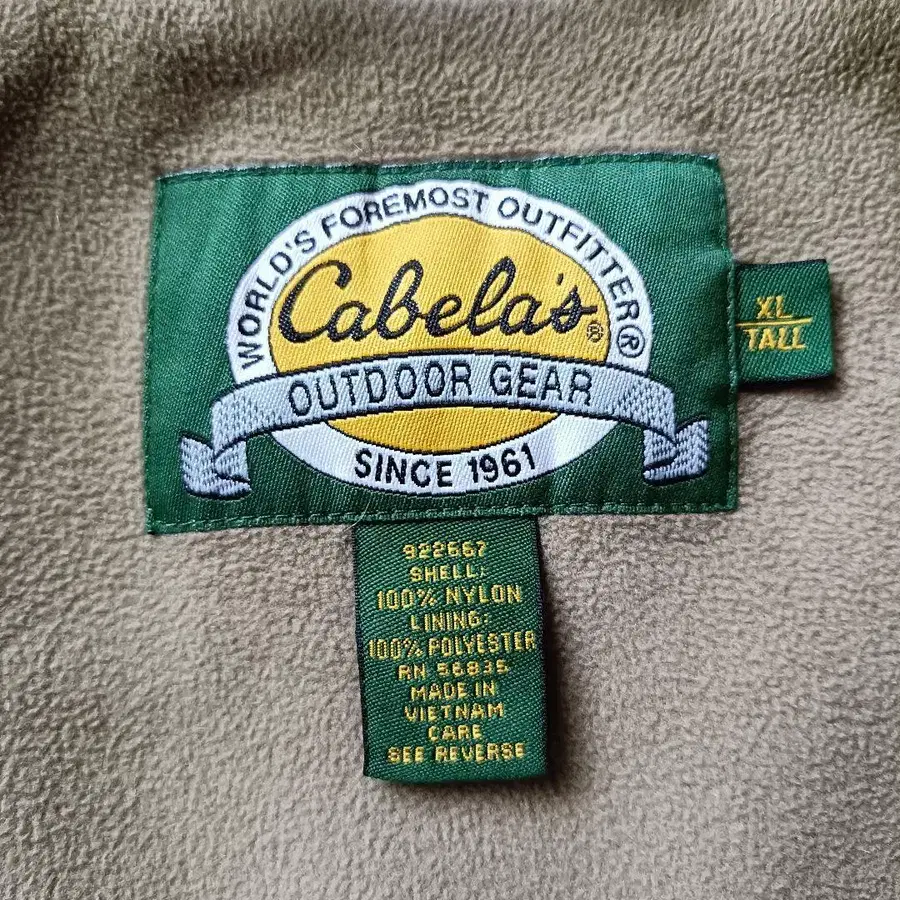 WORLD'S FOREMOST OUTFITTER®
Cabela's®
OUTDOOR GEAR
SINCE 1961
XL
TALL
922667
SHELL:
100% NYLON
LINING:
100% POLYESTER
RN 56835
MADE IN
VIETNAM
CARE
SEE REVERSE